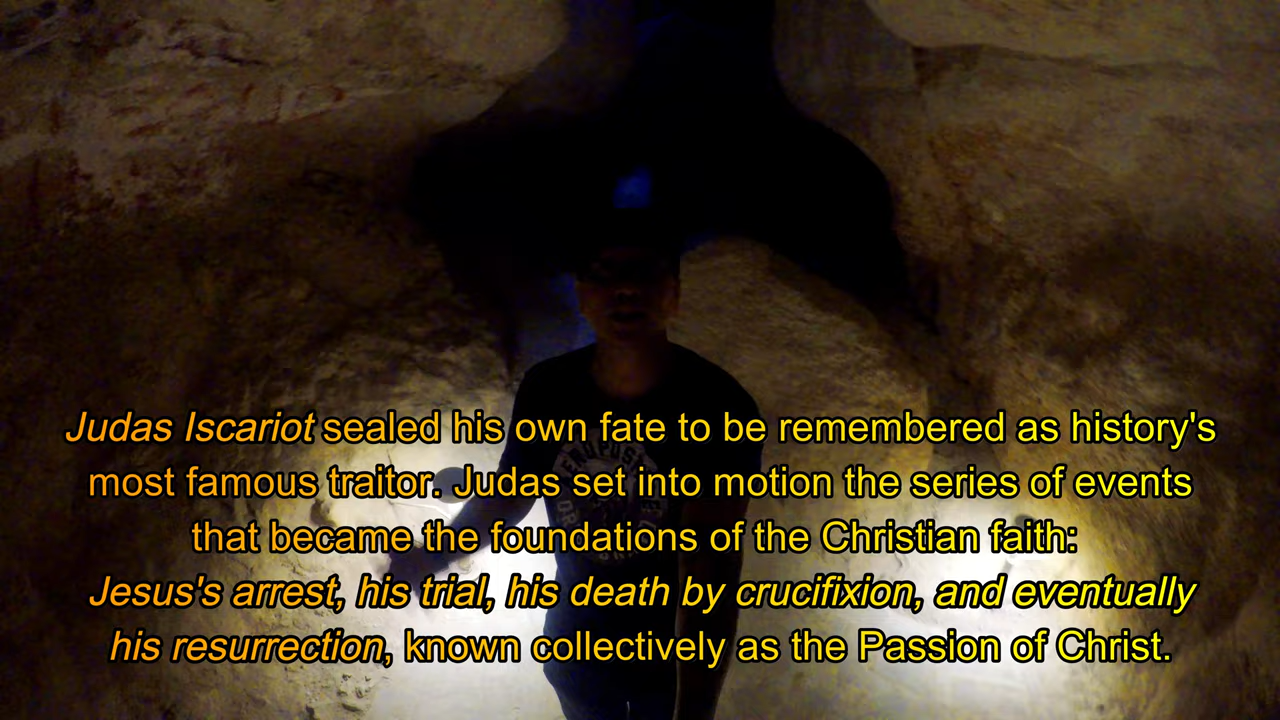 Judas Iscariot sealed his own fate to be remembered as history's
most famous traitor. Judas set into motion the series of events
that became the foundations of the Christian faith:
Jesus's arrest, his trial, his death by crucifixion, and eventually
his resurrection, known collectively as the Passion of Christ.